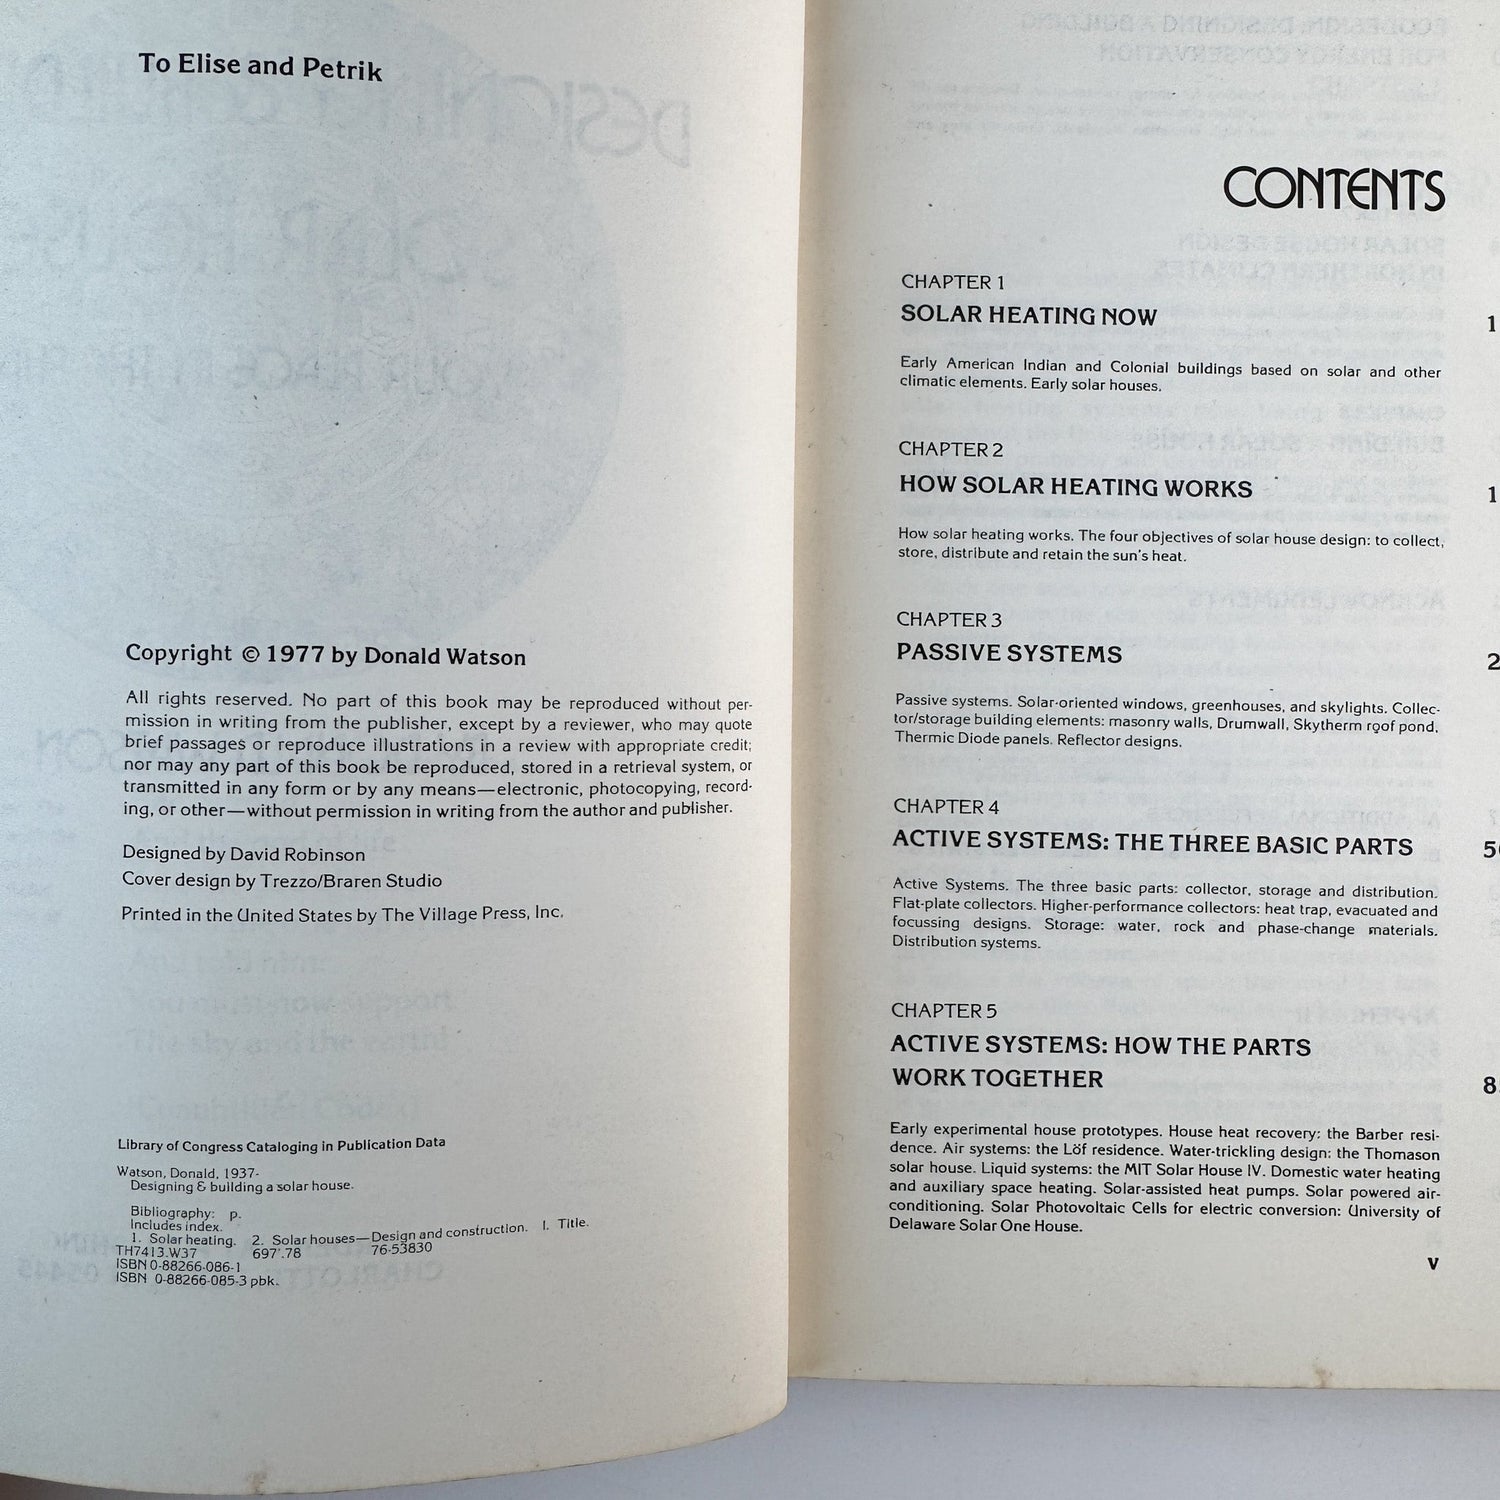 To Elise and Petrik
Copyright © 1977 by Donald Watson
All rights reserved. No part of this book may be reproduced without per-
mission in writing from the publisher, except by a reviewer, who may quote
brief passages or reproduce illustrations in a review with appropriate credit;
nor may any part of this book be reproduced, stored in a retrieval system, or
transmitted in any form or by any means—electronic, photocopying, record-
ing, or other—without permission in writing from the author and publisher.
Designed by David Robinson
Cover design by Trezzo/Braren Studio
Printed in the United States by The Village Press, Inc.
Library of Congress Cataloging in Publication Data
Watson, Donald, 1937-
Designing & building a solar house.
Bibliography: p.
Includes index.
1. Solar heating. 2. Solar houses—Design and construction. I. Title.
TH7413.W37 697'.78 76-53830
ISBN 0-88266-086-1
ISBN 0-88266-085-3 pbk.
CONTENTS
CHAPTER 1
SOLAR HEATING NOW
Early American Indian and Colonial buildings based on solar and other
climatic elements. Early solar houses.
CHAPTER 2
HOW SOLAR HEATING WORKS
How solar heating works. The four objectives of solar house design: to collect,
store, distribute and retain the sun's heat.
CHAPTER 3
PASSIVE SYSTEMS
Passive systems. Solar-oriented windows, greenhouses, and skylights. Collec-
tor/storage building elements: masonry walls, Drumwall, Skytherm roof pond,
Thermic Diode panels. Reflector designs.
CHAPTER 4
ACTIVE SYSTEMS: THE THREE BASIC PARTS
Active Systems. The three basic parts: collector, storage and distribution.
Flat-plate collectors. Higher-performance collectors: heat trap, evacuated and
focussing designs. Storage: water, rock and phase-change materials.
Distribution systems.
CHAPTER 5
ACTIVE SYSTEMS: HOW THE PARTS
WORK TOGETHER
Early experimental house prototypes. House heat recovery: the Barber resi-
dence. Air systems: the Löf residence. Water-trickling design: the Thomason
solar house. Liquid systems: the MIT Solar House IV. Domestic water heating
and auxiliary space heating. Solar-assisted heat pumps. Solar powered air-
conditioning. Solar Photovoltaic Cells for electric conversion: University of
Delaware Solar One House.
v